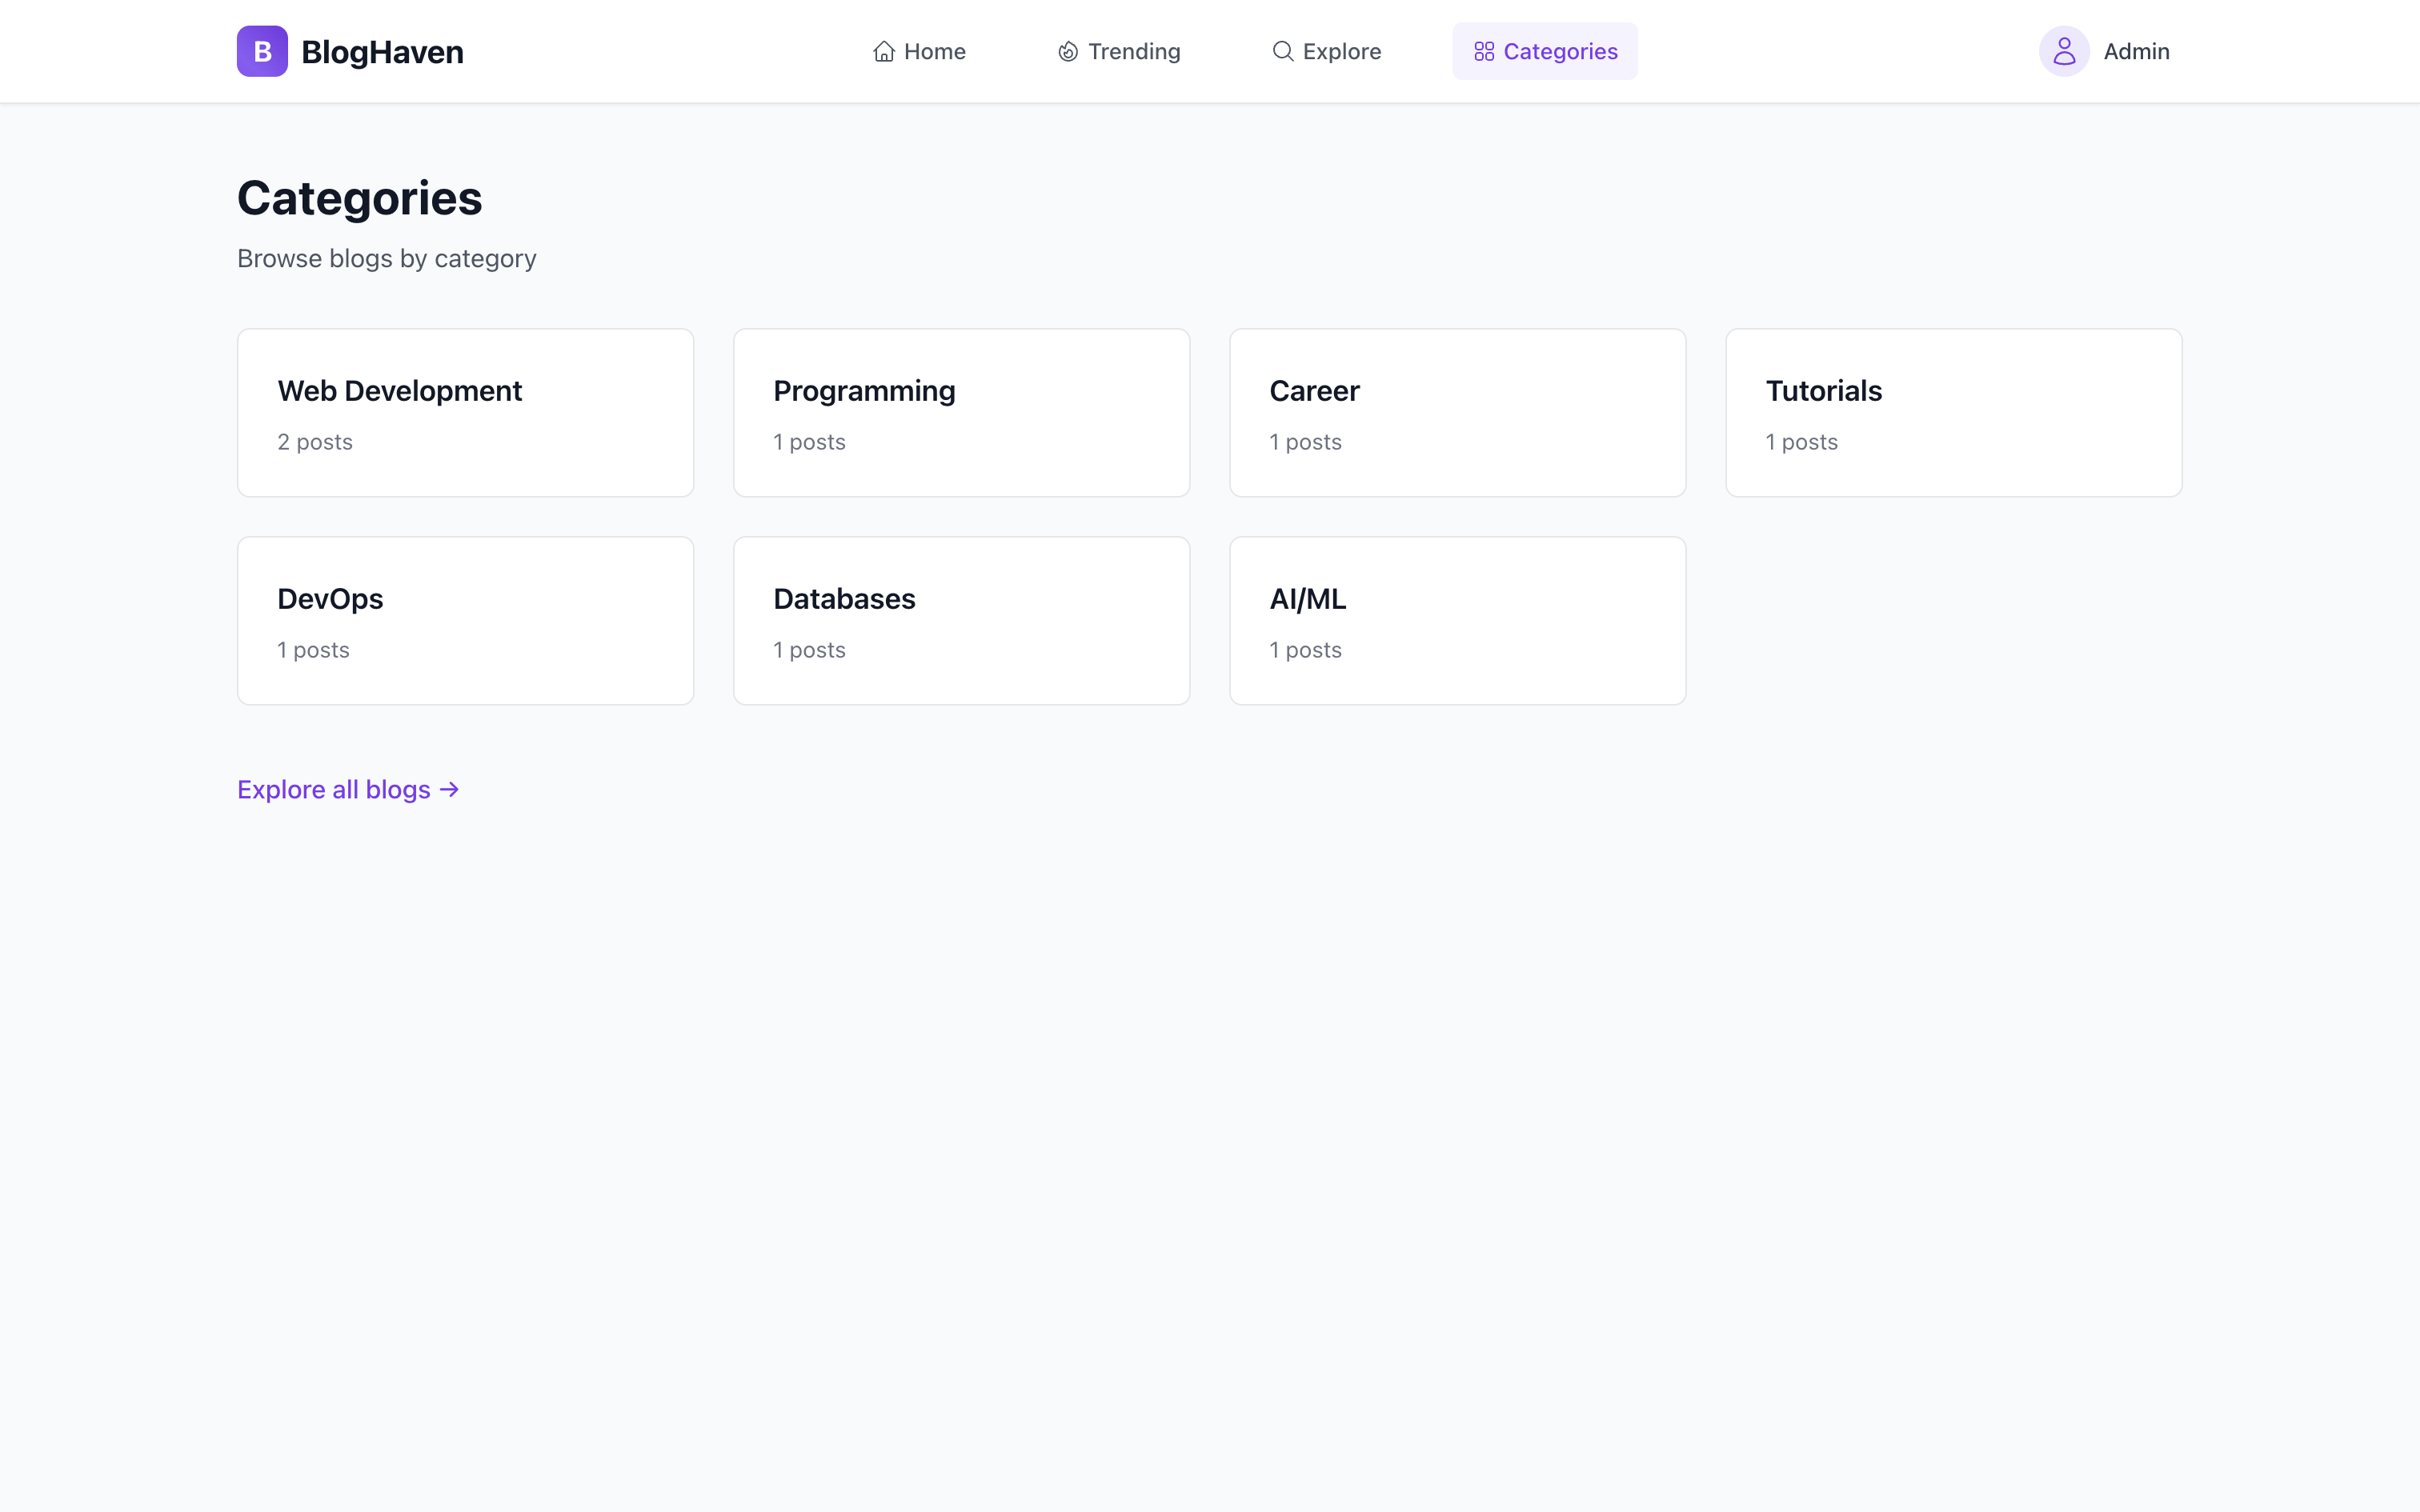 B BlogHaven
Home
Trending
Explore
Categories
Admin
Categories
Browse blogs by category
Web Development
2 posts
Programming
1 posts
Career
1 posts
Tutorials
1 posts
DevOps
1 posts
Databases
1 posts
AI/ML
1 posts
Explore all blogs →